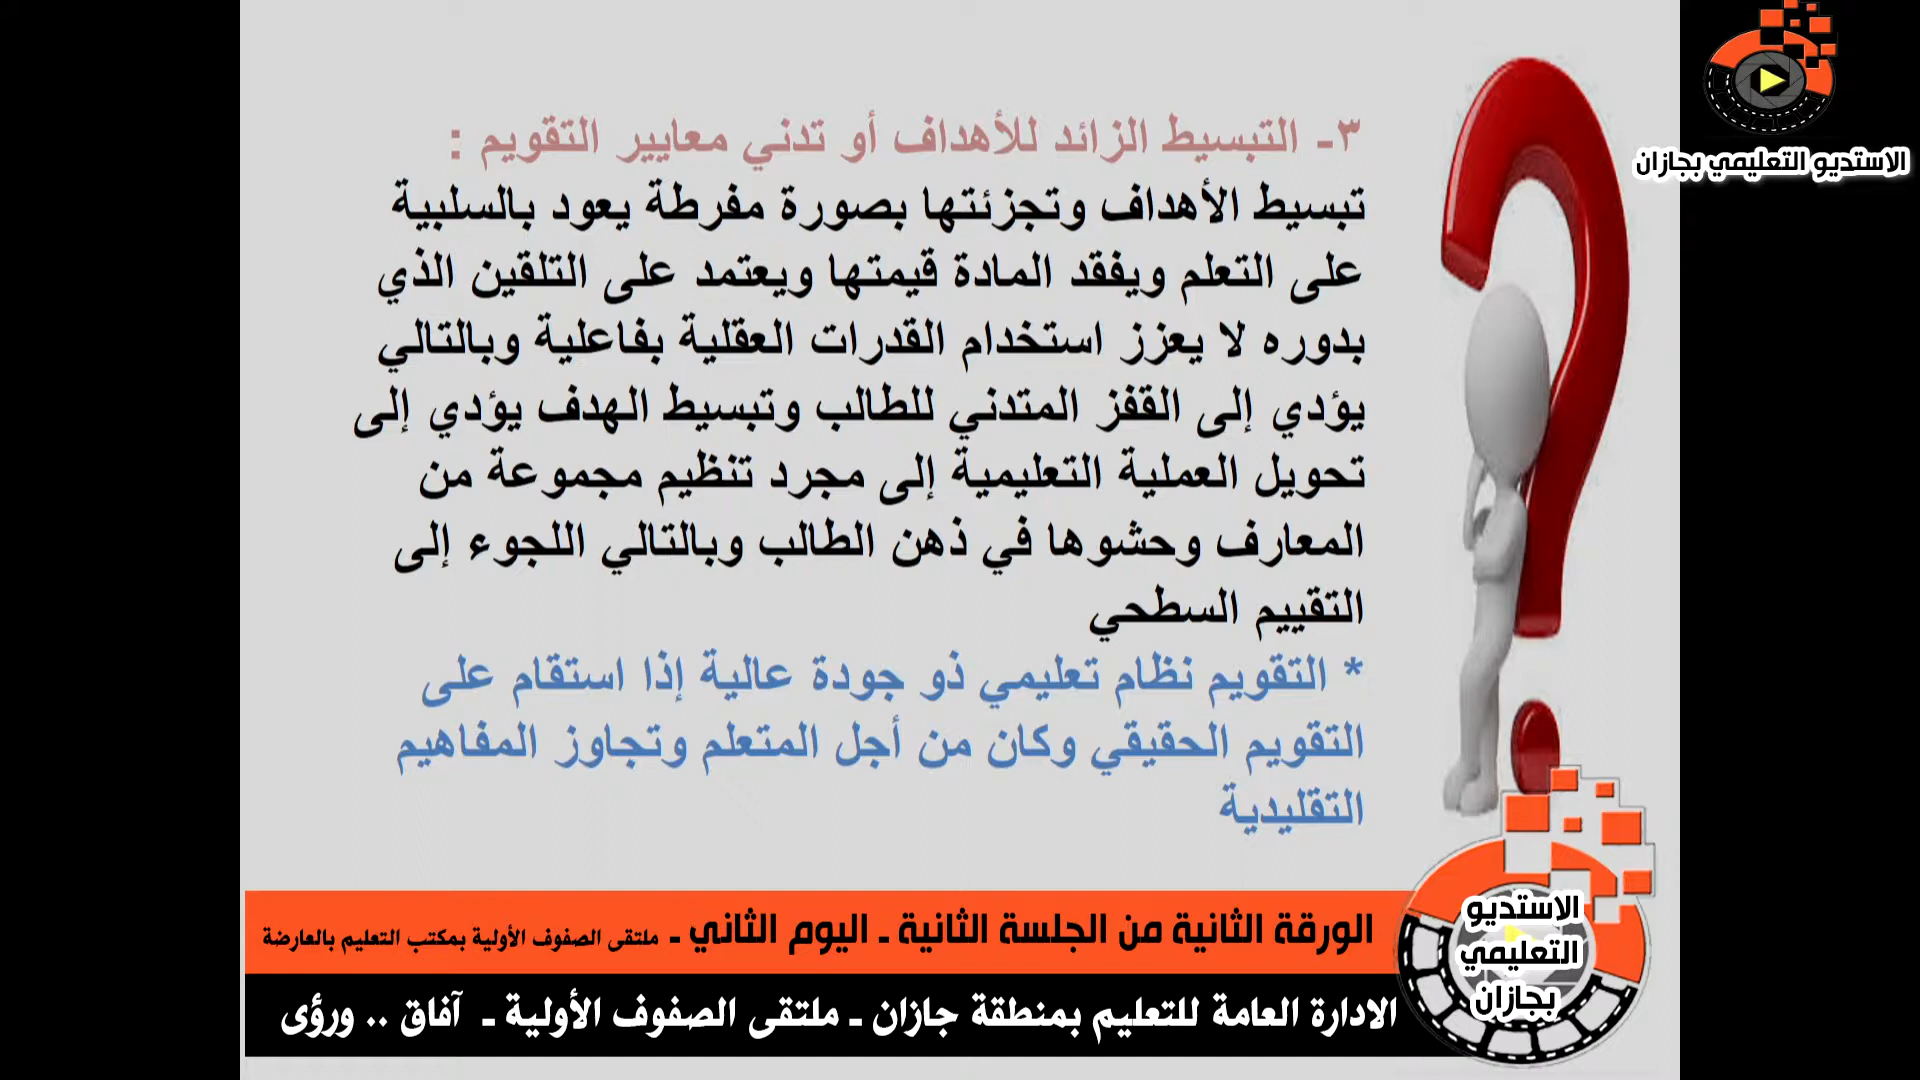 الاستديو التعليمي بجازان
٣- التبسيط الزائد للأهداف أو تدني معايير التقويم :
تبسيط الأهداف وتجزئتها بصورة مفرطة يعود بالسلبية
على التعلم ويفقد المادة قيمتها ويعتمد على التلقين الذي
بدوره لا يعزز استخدام القدرات العقلية بفاعلية وبالتالي
يؤدي إلى القفز المتدني للطالب وتبسيط الهدف يؤدي إلى
تحويل العملية التعليمية إلى مجرد تنظيم مجموعة من
المعارف وحشوها في ذهن الطالب وبالتالي اللجوء إلى
التقييم السطحي
* التقويم نظام تعليمي ذو جودة عالية إذا استقام على
التقويم الحقيقي وكان من أجل المتعلم وتجاوز المفاهيم
التقليدية
الورقة الثانية من الجلسة الثانية - اليوم الثاني - ملتقى الصفوف الأولية بمكتب التعليم بالعارضة
الادارة العامة للتعليم بمنطقة جازان - ملتقى الصفوف الأولية - آفاق .. ورؤى
الاستديو
التعليمي
بجازان